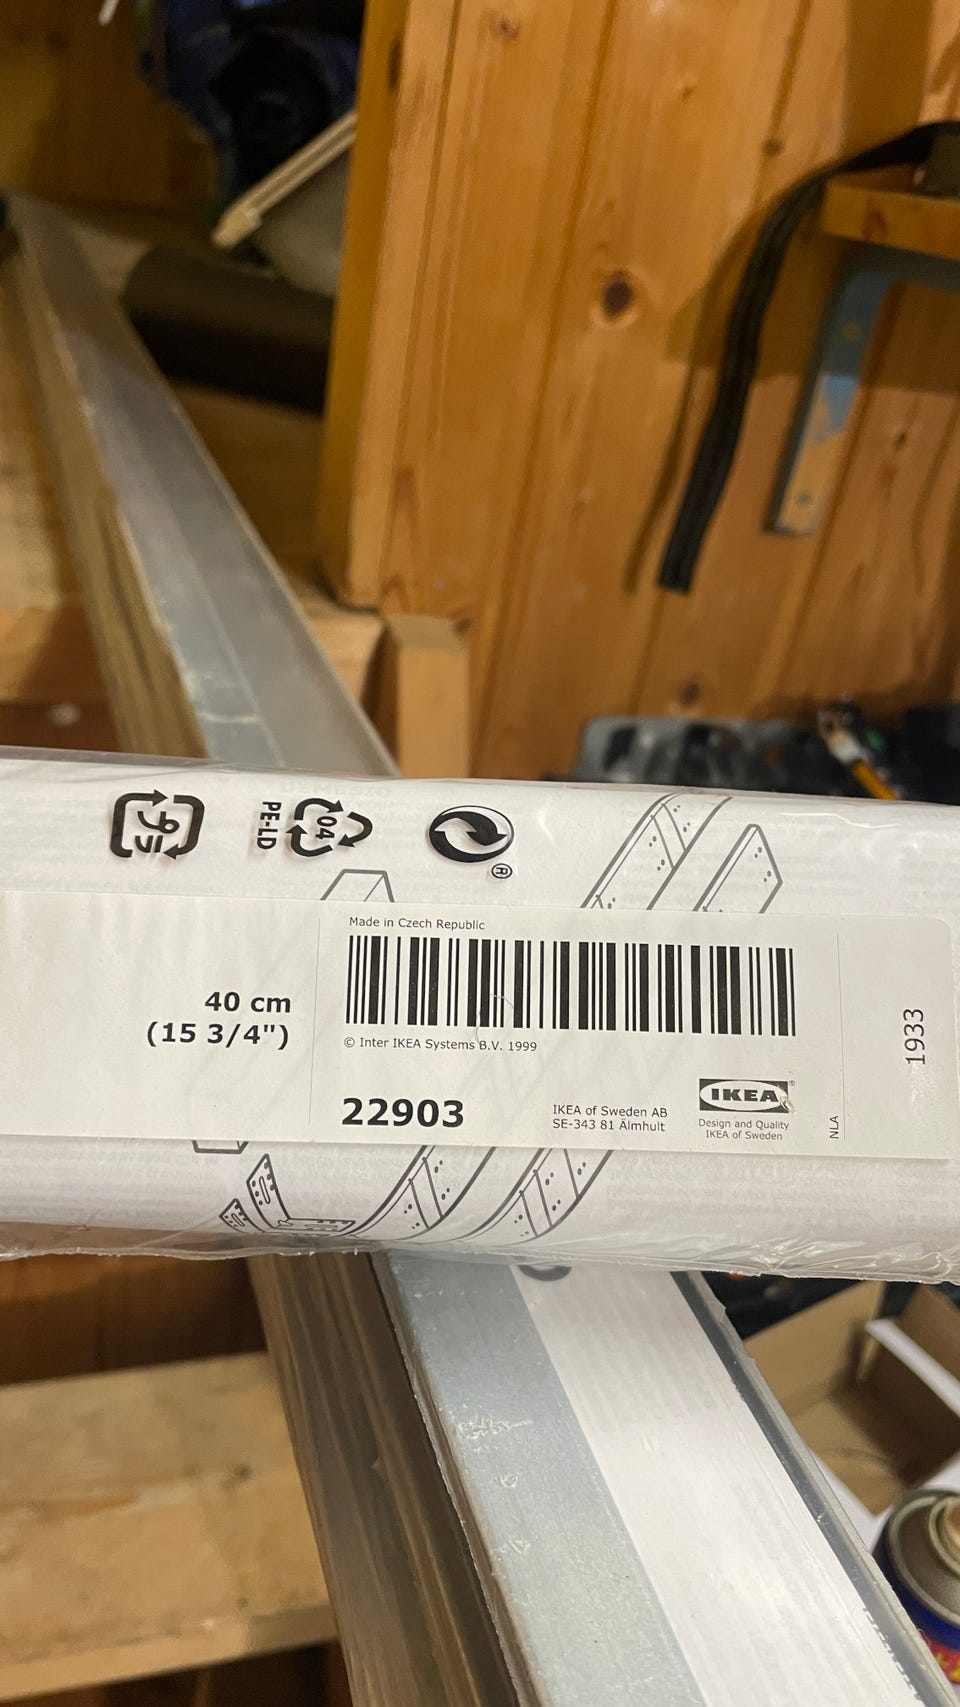 PE-LD
04
®
Made in Czech Republic
40 cm
(15 3/4")
© Inter IKEA Systems B.V. 1999
22903
IKEA of Sweden AB
SE-343 81 Älmhult
IKEA®
Design and Quality
IKEA of Sweden
NLA
1933